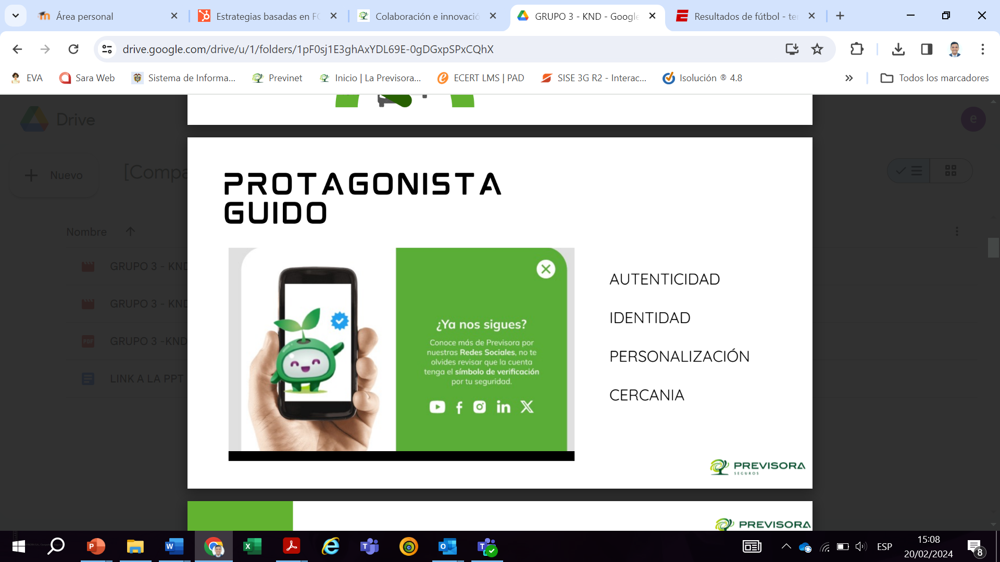 Área personal
Estrategias basadas en FO
Colaboración e innovació
GRUPO 3 - KND - Google
Resultados de fútbol - te
drive.google.com/drive/u/1/folders/1pF0sj1E3ghAxYDL69E-0gDGxpSPxCQhX
EVA
Sara Web
Sistema de Informa...
Previnet
Inicio | La Previsora...
ECERT LMS | PAD
SISE 3G R2 - Interac...
Isolución ® 4.8
Todos los marcadores
Drive
e
Nuevo
[Compa
Nombre
GRUPO 3 - KND
GRUPO 3 - KND
PDF
GRUPO 3 -KND
LINK A LA PPT
PROTAGONISTA
GUIDO
¿Ya nos sigues?
Conoce más de Previsora por
nuestras Redes Sociales, no te
olvides revisar que la cuenta
tenga el símbolo de verificación
por tu seguridad.
AUTENTICIDAD
IDENTIDAD
PERSONALIZACIÓN
CERCANIA
PREVISORA
SEGUROS
PREVISORA
ESP
15:08
20/02/2024
8